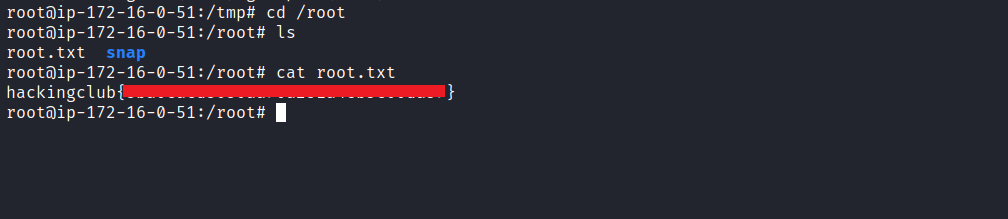 root@ip-172-16-0-51:/tmp# cd /root
root@ip-172-16-0-51:/root# ls
root.txt snap
root@ip-172-16-0-51:/root# cat root.txt
hackingclub{ }
root@ip-172-16-0-51:/root#